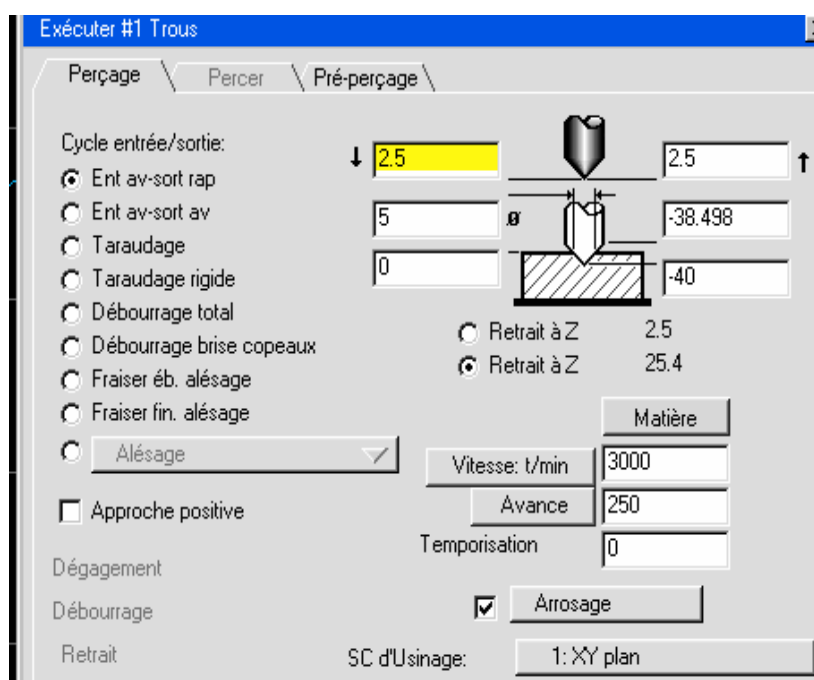 Exécuter #1 Trous
Perçage Percer Pré-perçage
Cycle entrée/sortie:
2.5 2.5
Ent av-sort rap
Ent av-sort av
5 ø -38.498
Taraudage
Taraudage rigide
0 -40
Débourrage total
Débourrage brise copeaux
Retrait à Z 2.5
Fraiser éb. alésage
Retrait à Z 25.4
Fraiser fin. alésage
Matière
Alésage
Vitesse: t/min 3000
Approche positive
Avance 250
Temporisation 0
Dégagement
Débourrage
Arrosage
Retrait
SC d'Usinage: 1: XY plan